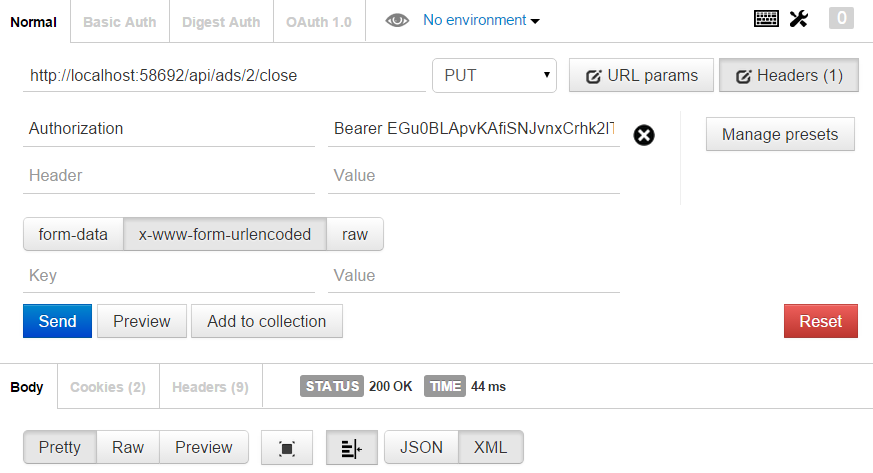 Normal Basic Auth Digest Auth OAuth 1.0 No environment 0
http://localhost:58692/api/ads/2/close PUT URL params Headers (1)
Authorization Bearer EGu0BLApvKAfiSNJvnxCrhk2lT Manage presets
Header Value
form-data x-www-form-urlencoded raw
Key Value
Send Preview Add to collection Reset
Body Cookies (2) Headers (9) STATUS 200 OK TIME 44 ms
Pretty Raw Preview JSON XML